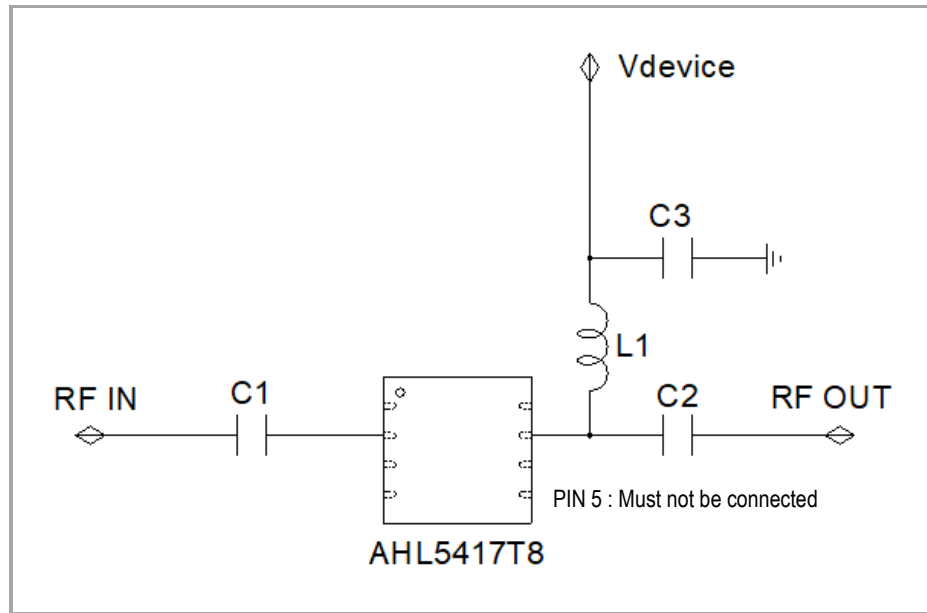 Vdevice
C3
L1
RF IN
C1
C2
RF OUT
PIN 5 : Must not be connected
AHL5417T8